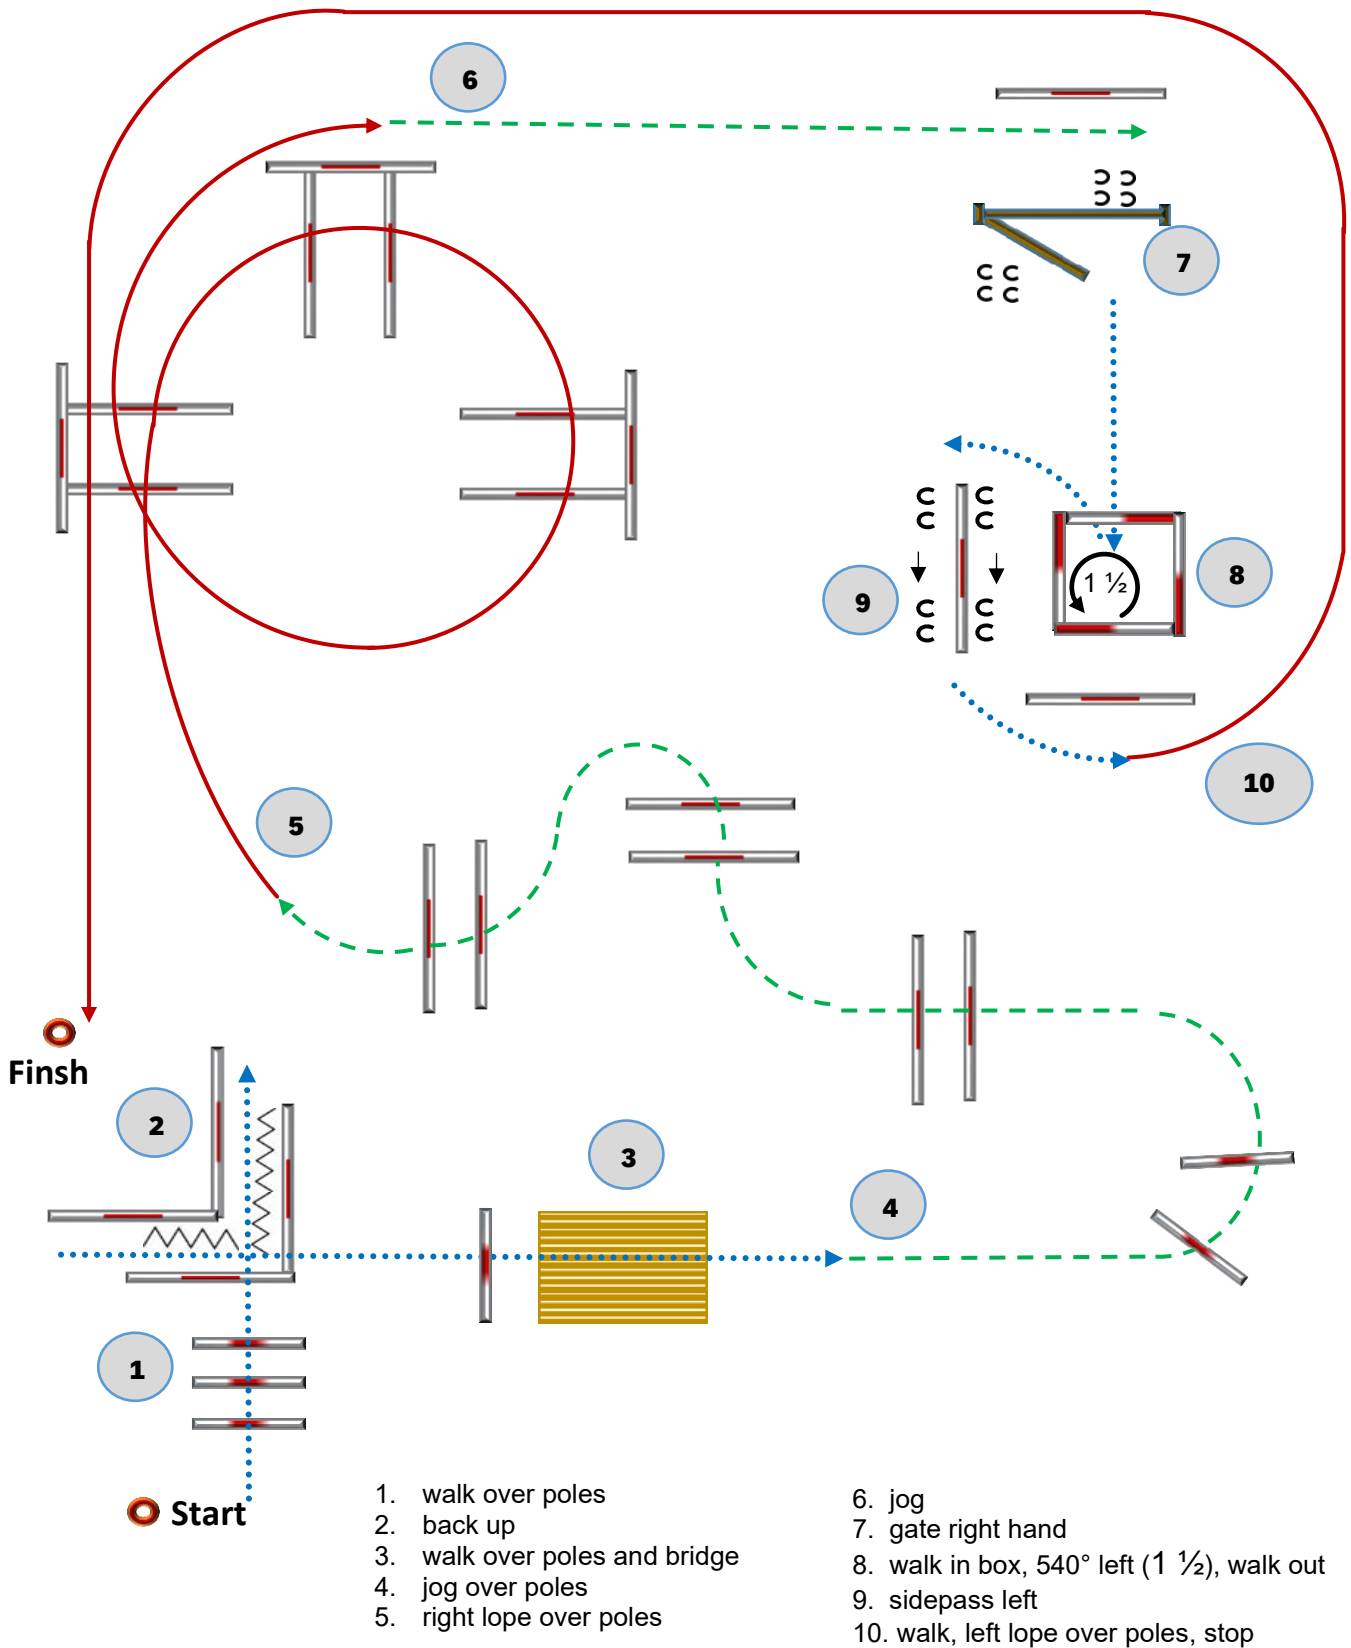 6
7
1 ½
8
9
10
5
Finsh
2
3
4
1
Start
1. walk over poles
2. back up
3. walk over poles and bridge
4. jog over poles
5. right lope over poles
6. jog
7. gate right hand
8. walk in box, 540° left (1 ½), walk out
9. sidepass left
10. walk, left lope over poles, stop